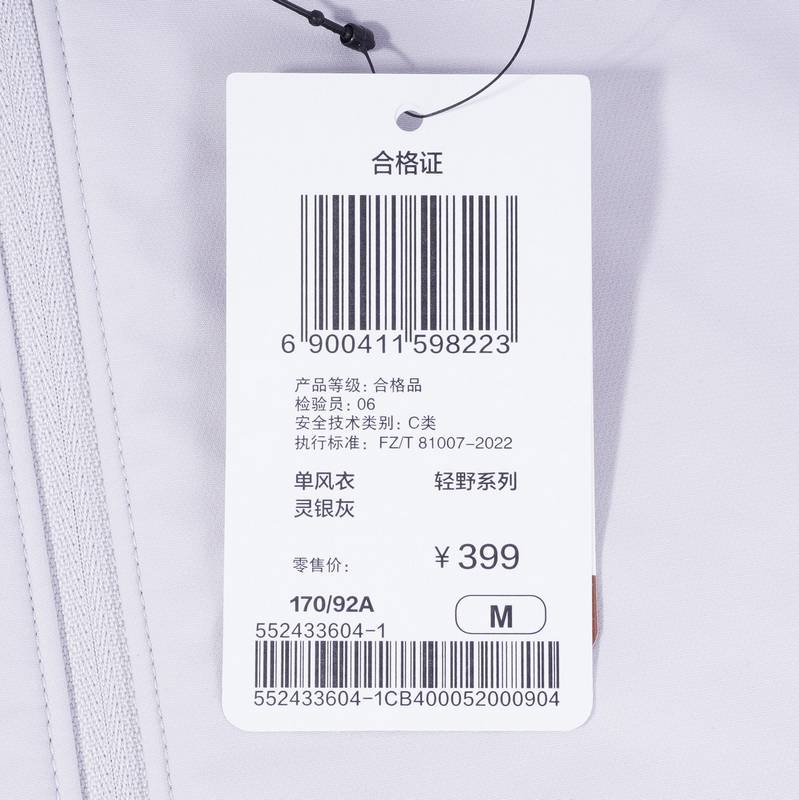 合格证
6 900411 598223
产品等级: 合格品
检验员: 06
安全技术类别: C类
执行标准: FZ/T 81007-2022
单风衣 轻野系列
灵银灰
零售价: ¥ 399
170/92A M
552433604-1
552433604-1CB400052000904